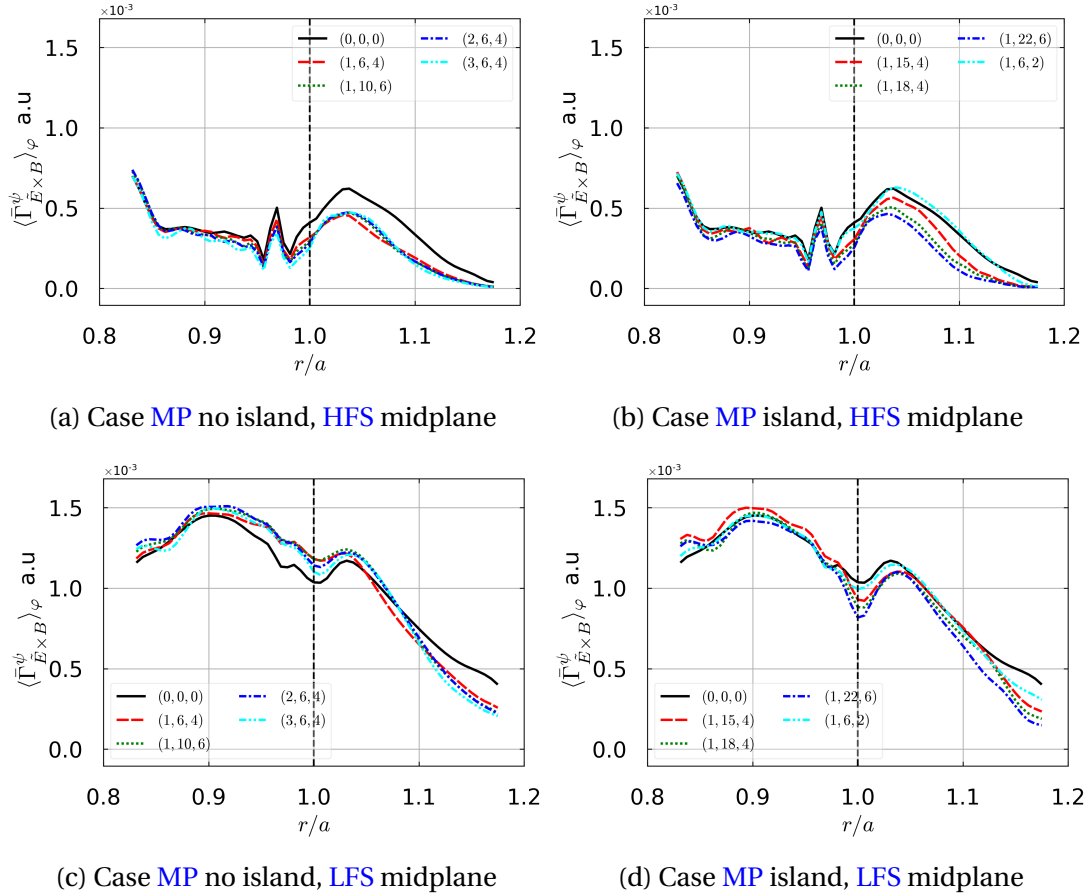 ×10⁻³
1.5
1.0
0.5
0.0
⟨Γ̄^ψ_{Ẽ×B}⟩_φ a.u
(0, 0, 0)
(1, 6, 4)
(1, 10, 6)
(2, 6, 4)
(3, 6, 4)
0.8 0.9 1.0 1.1 1.2
r/a
(a) Case MP no island, HFS midplane
×10⁻³
1.5
1.0
0.5
0.0
⟨Γ̄^ψ_{Ẽ×B}⟩_φ a.u
(0, 0, 0)
(1, 15, 4)
(1, 18, 4)
(1, 22, 6)
(1, 6, 2)
0.8 0.9 1.0 1.1 1.2
r/a
(b) Case MP island, HFS midplane
×10⁻³
1.5
1.0
0.5
0.0
⟨Γ̄^ψ_{Ẽ×B}⟩_φ a.u
(0, 0, 0)
(1, 6, 4)
(1, 10, 6)
(2, 6, 4)
(3, 6, 4)
0.8 0.9 1.0 1.1 1.2
r/a
(c) Case MP no island, LFS midplane
×10⁻³
1.5
1.0
0.5
0.0
⟨Γ̄^ψ_{Ẽ×B}⟩_φ a.u
(0, 0, 0)
(1, 15, 4)
(1, 18, 4)
(1, 22, 6)
(1, 6, 2)
0.8 0.9 1.0 1.1 1.2
r/a
(d) Case MP island, LFS midplane